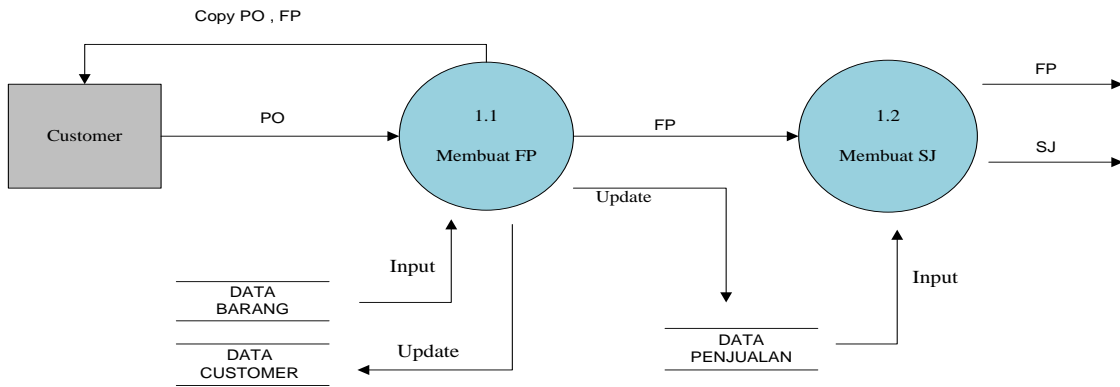 Copy PO , FP
Customer
PO
1.1
Membuat FP
FP
1.2
Membuat SJ
FP
SJ
Update
Input
DATA
BARANG
DATA
CUSTOMER
Update
DATA
PENJUALAN
Input